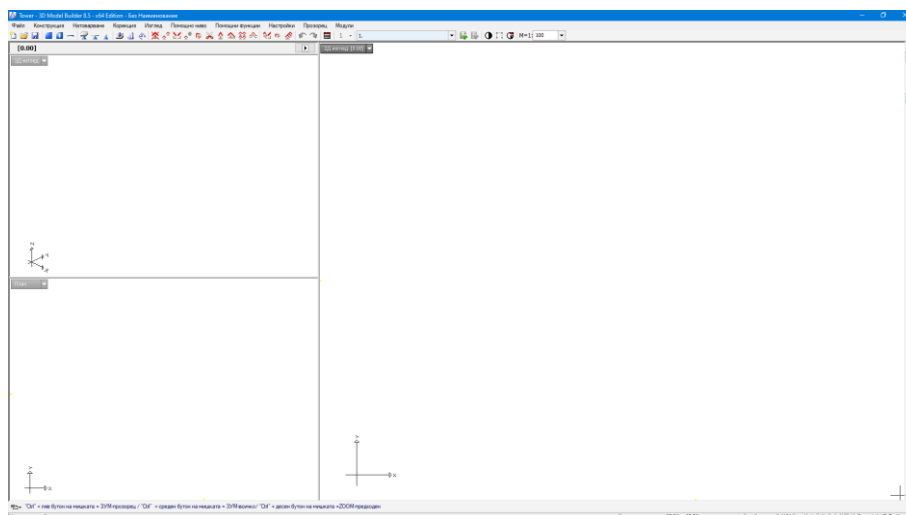 Tower - 3D Model Builder 8.5 - x64 Edition - Без Наименование
Файл Конструкция Натоварване Корекция Изглед Помощно ниво Помощни функции Настройки Прозорец Модули
M=1: 100
[0.00]
2D изглед [0.00]
3D изглед
Z
X
План
Y
X
Y
X
"Ctrl" + ляв бутон на мишката = ЗУМ-прозорец / "Ctrl" + среден бутон на мишката = ЗУМ-всичко/ "Ctrl" + десен бутон на мишката =ZOOM-предходен